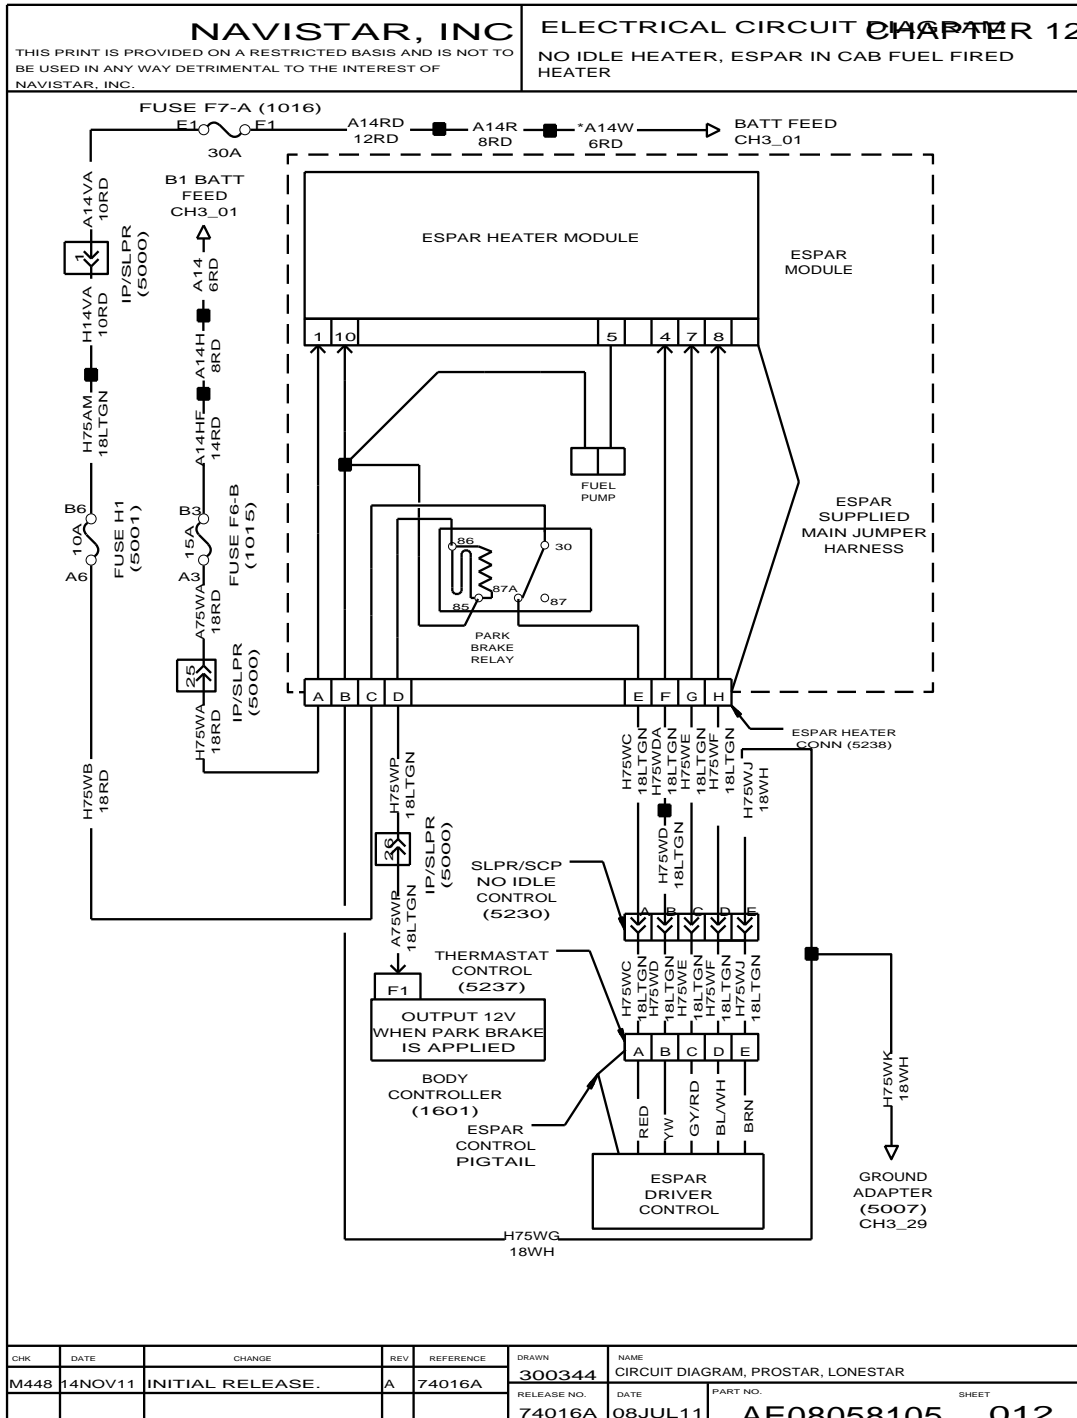 NAVISTAR, INC
THIS PRINT IS PROVIDED ON A RESTRICTED BASIS AND IS NOT TO
BE USED IN ANY WAY DETRIMENTAL TO THE INTEREST OF
NAVISTAR, INC.
ELECTRICAL CIRCUIT DIAGRAM
CHAPTER 12
NO IDLE HEATER, ESPAR IN CAB FUEL FIRED
HEATER
FUSE F7-A (1016)
E1
F1
30A
A14RD
12RD
A14R
8RD
*A14W
6RD
BATT FEED
CH3_01
B1 BATT
FEED
CH3_01
A14VA
10RD
1
IP/SLPR
(5000)
H14VA
10RD
H75AM
18LTGN
B6
10A
A6
FUSE H1
(5001)
H75WB
18RD
A14
6RD
A14H
8RD
A14HF
14RD
B3
15A
A3
FUSE F6-B
(1015)
A75WA
18RD
25
IP/SLPR
(5000)
H75WA
18RD
ESPAR HEATER MODULE
ESPAR
MODULE
1 10 5 4 7 8
FUEL
PUMP
ESPAR
SUPPLIED
MAIN JUMPER
HARNESS
86
30
87A
85
87
PARK
BRAKE
RELAY
A B C D E F G H
ESPAR HEATER
CONN (5238)
H75WP
18LTGN
26
IP/SLPR
(5000)
A75WP
18LTGN
F1
OUTPUT 12V
WHEN PARK BRAKE
IS APPLIED
BODY
CONTROLLER
(1601)
H75WC
18LTGN
H75WDA
18LTGN
H75WE
18LTGN
H75WF
18LTGN
H75WJ
18WH
H75WD
18LTGN
SLPR/SCP
NO IDLE
CONTROL
(5230)
A B C D E
THERMASTAT
CONTROL
(5237)
H75WC
18LTGN
H75WD
18LTGN
H75WE
18LTGN
H75WF
18LTGN
H75WJ
18LTGN
A B C D E
RED
YW
GY/RD
BL/WH
BRN
ESPAR
CONTROL
PIGTAIL
ESPAR
DRIVER
CONTROL
H75WK
18WH
GROUND
ADAPTER
(5007)
CH3_29
H75WG
18WH
CHK DATE CHANGE REV REFERENCE
M448 14NOV11 INITIAL RELEASE. A 74016A
DRAWN
300344
NAME
CIRCUIT DIAGRAM, PROSTAR, LONESTAR
RELEASE NO.
74016A
DATE
08JUL11
PART NO.
AF08058105
SHEET
012